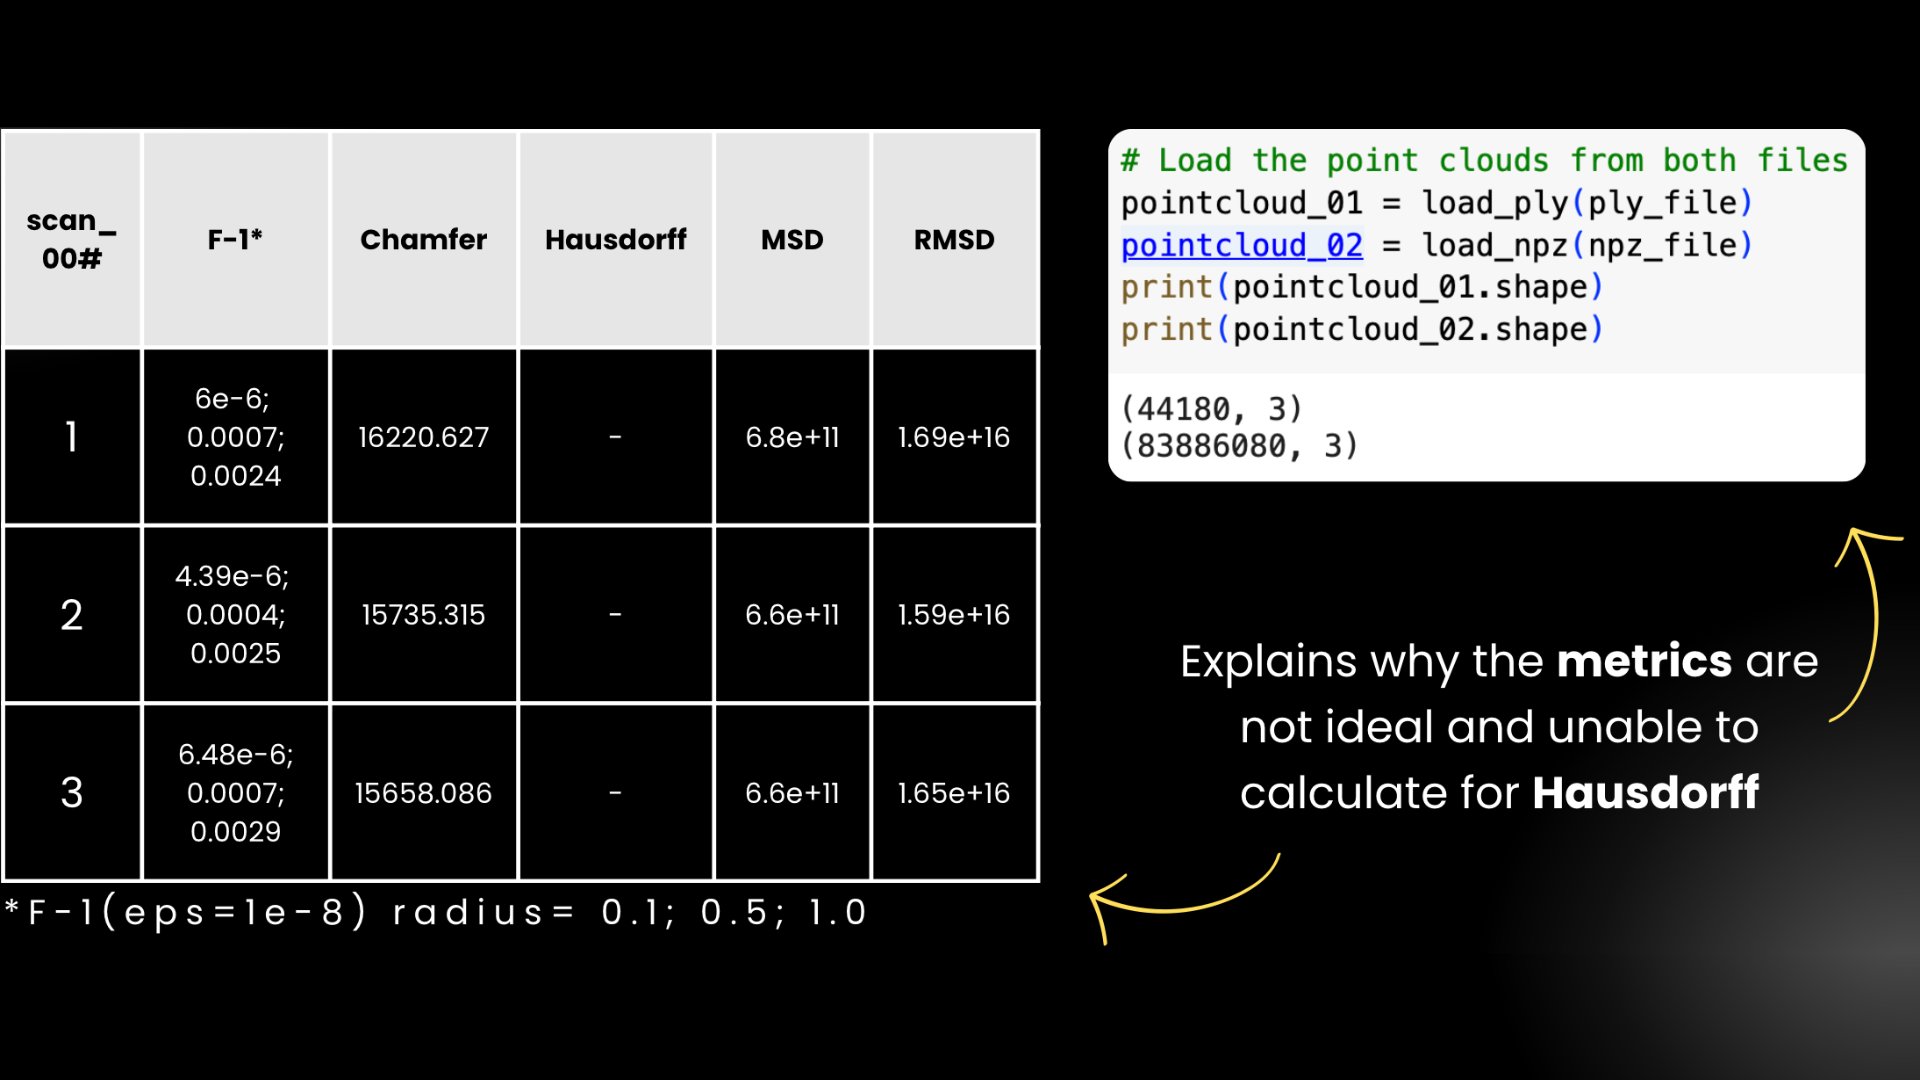 scan_
00#
F-1*
Chamfer
Hausdorff
MSD
RMSD
1
6e-6;
0.0007;
0.0024
16220.627
-
6.8e+11
1.69e+16
2
4.39e-6;
0.0004;
0.0025
15735.315
-
6.6e+11
1.59e+16
3
6.48e-6;
0.0007;
0.0029
15658.086
-
6.6e+11
1.65e+16
*F-1(eps=1e-8) radius= 0.1; 0.5; 1.0
# Load the point clouds from both files
pointcloud_01 = load_ply(ply_file)
pointcloud_02 = load_npz(npz_file)
print(pointcloud_01.shape)
print(pointcloud_02.shape)
(44180, 3)
(83886080, 3)
Explains why the metrics are
not ideal and unable to
calculate for Hausdorff